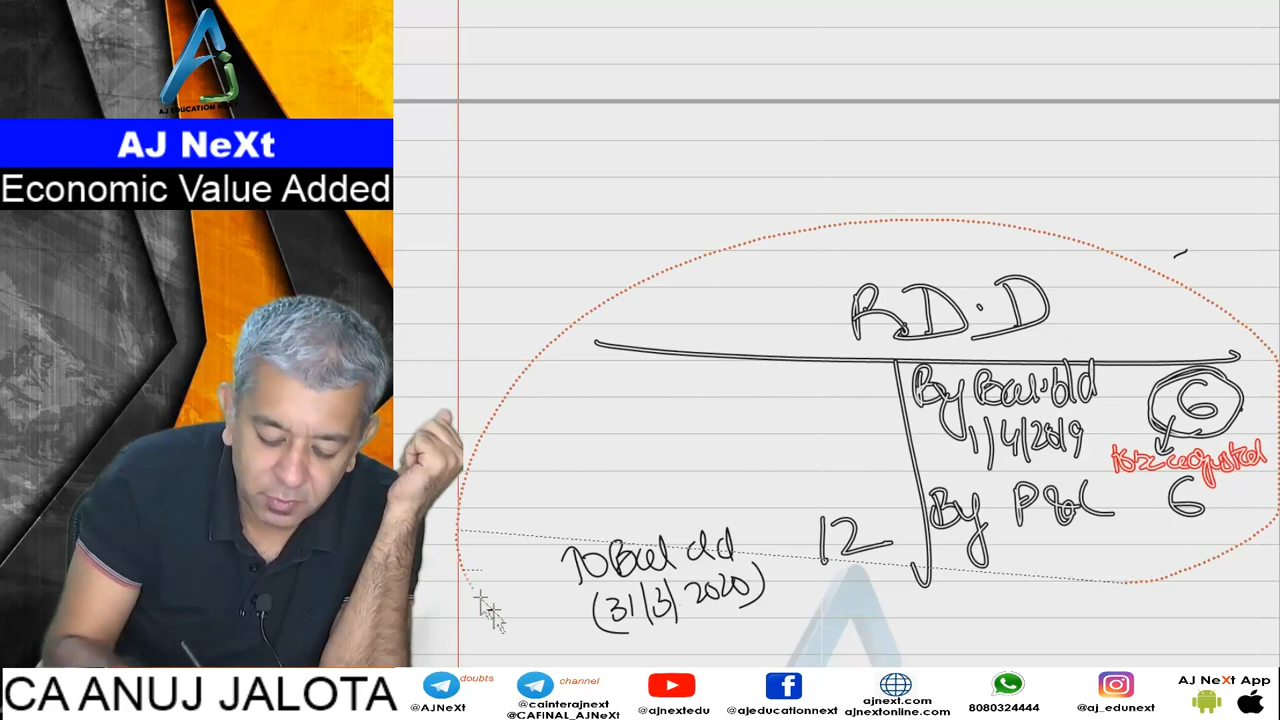 AJ EDUCATION NEXT
AJ NeXt
Economic Value Added
R.D.D
By Bal b/d
1/4/2019
6
to be adjusted
By P&L 6
To Bal c/d 12
(31/3/2020)
CA ANUJ JALOTA
doubts
@AJNeXt
channel
@cainterajnext
@CAFINAL_AJNeXt
@ajnextedu
@ajeducationnext
ajnext.com
ajnextonline.com
8080324444
@aj_edunext
AJ NeXt App